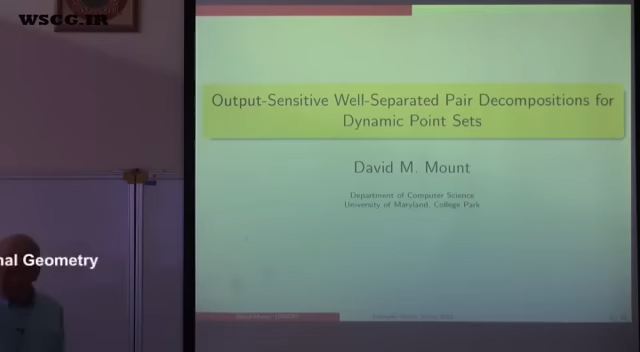 WSCG.IR
Output-Sensitive Well-Separated Pair Decompositions for
Dynamic Point Sets
David M. Mount
Department of Computer Science
University of Maryland, College Park
nal Geometry